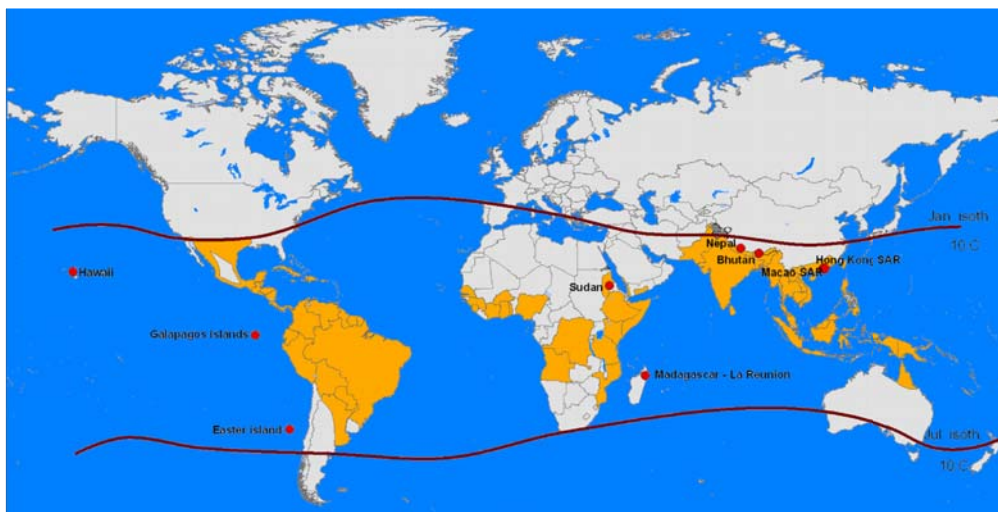 Jan. isoth.
10.C
Nepal
Bhutan
Hong Kong SAR
Macao SAR
Hawaii
Sudan
Galapagos islands
Madagascar - La Reunion
Easter island
Jul. isoth.
10.C